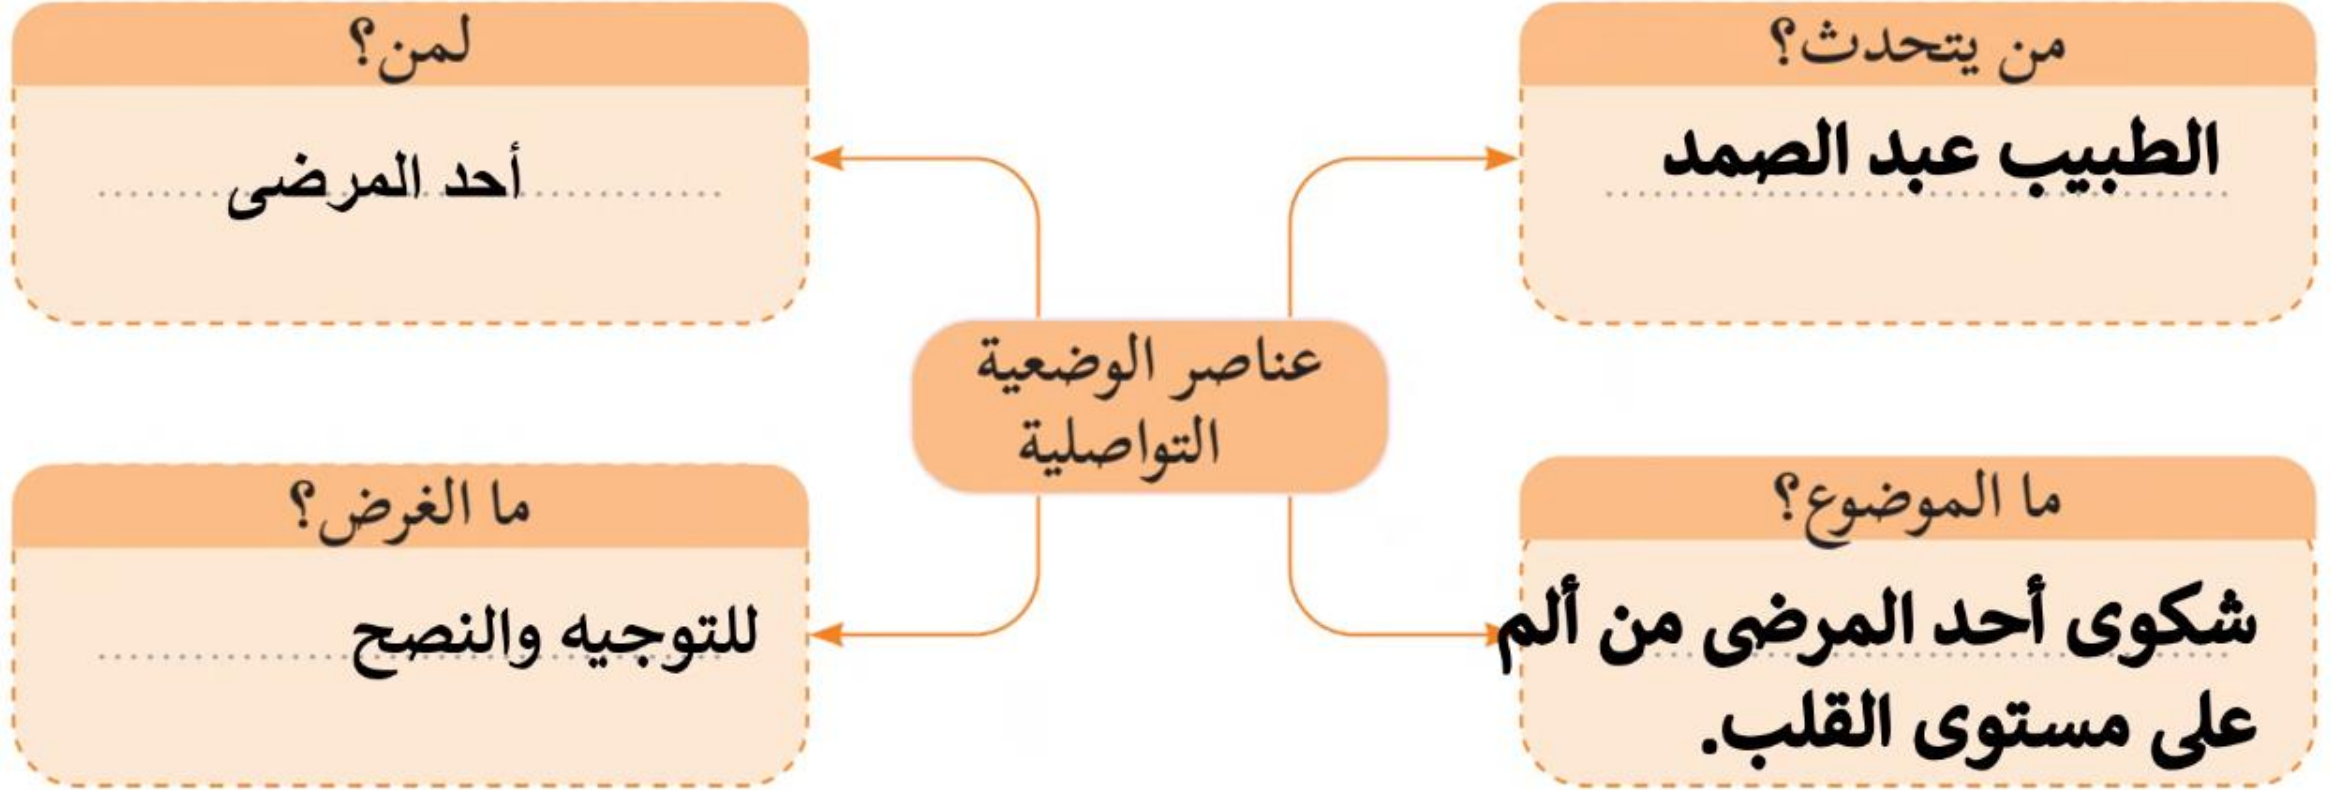 من يتحدث؟
الطبيب عبد الصمد
لمن؟
أحد المرضى
عناصر الوضعية
التواصلية
ما الموضوع؟
شكوى أحد المرضى من ألم
على مستوى القلب.
ما الغرض؟
للتوجيه والنصح